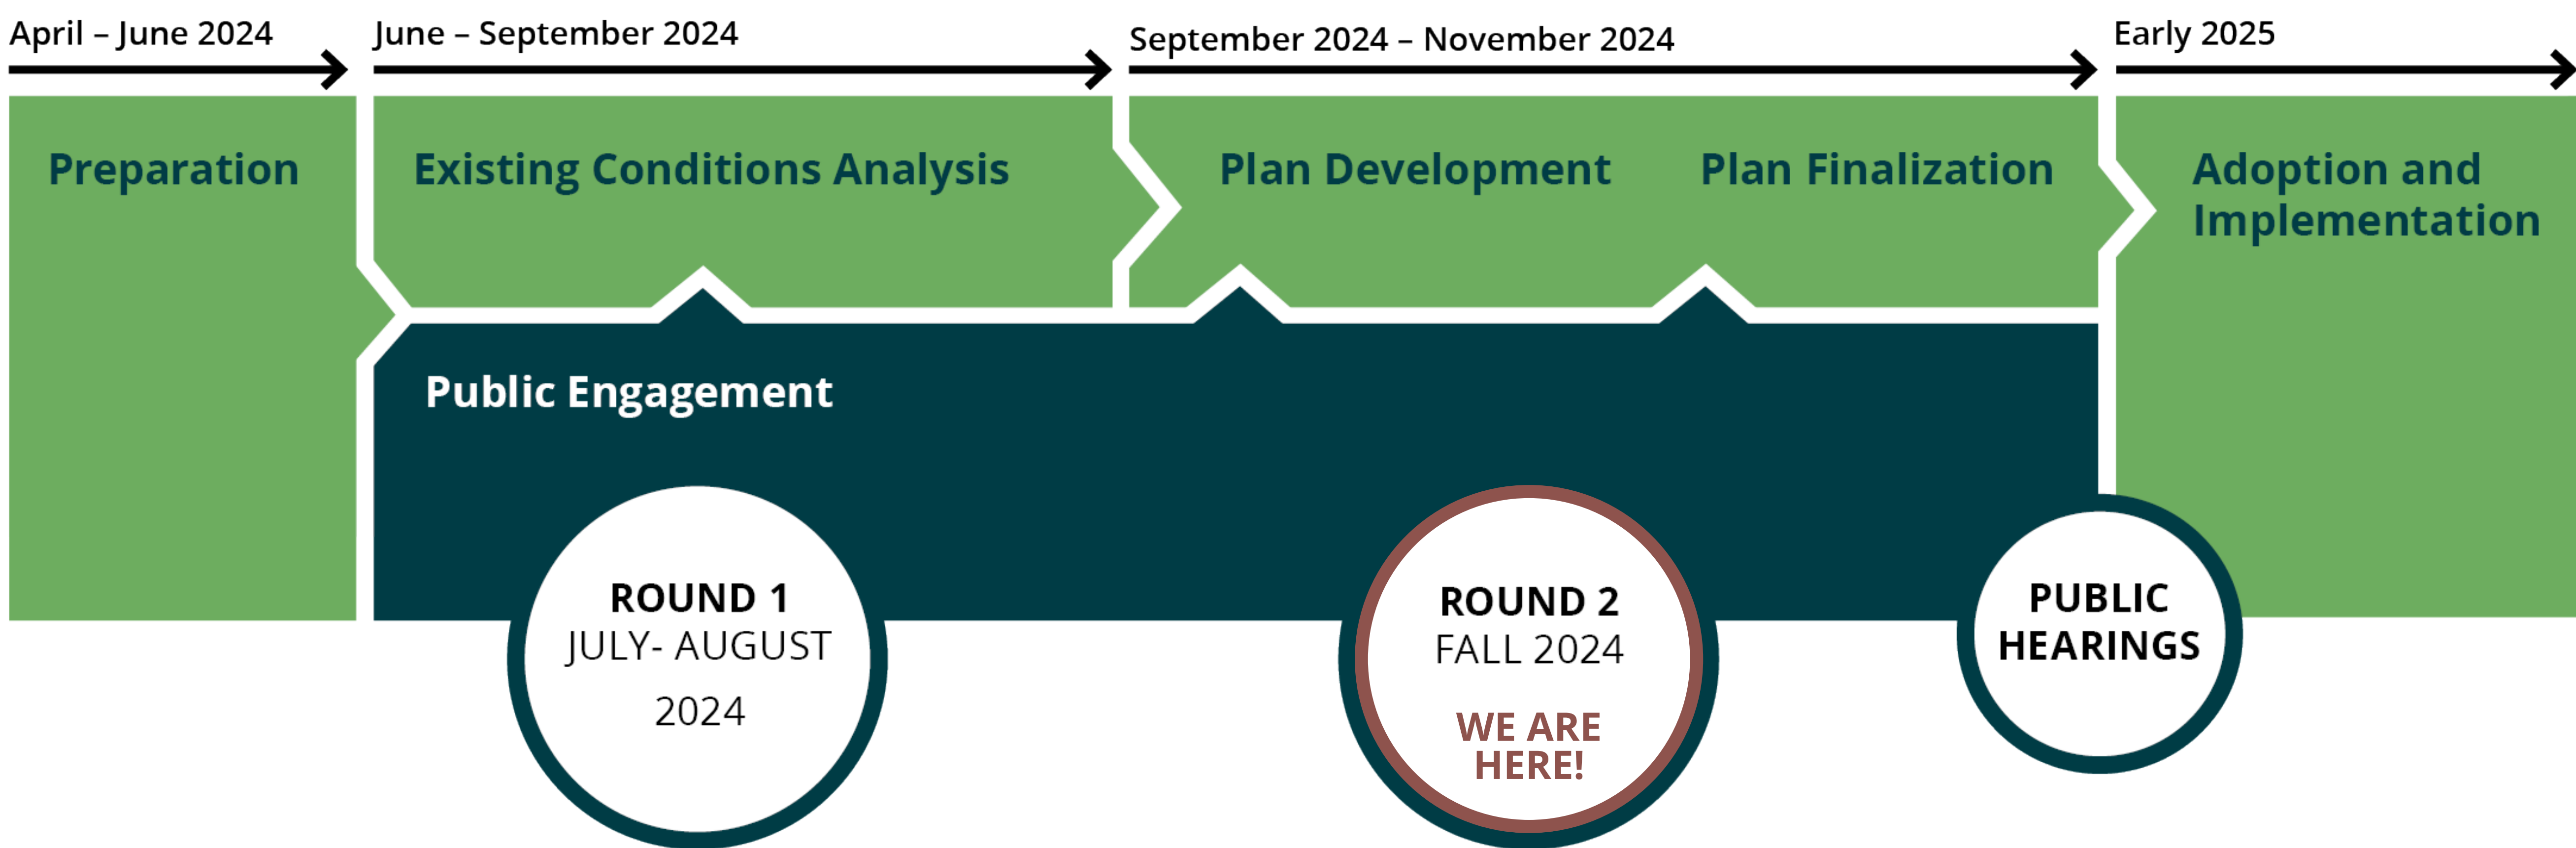 April – June 2024
June – September 2024
September 2024 – November 2024
Early 2025
Preparation
Existing Conditions Analysis
Plan Development
Plan Finalization
Adoption and
Implementation
Public Engagement
ROUND 1
JULY- AUGUST
2024
ROUND 2
FALL 2024
WE ARE
HERE!
PUBLIC
HEARINGS